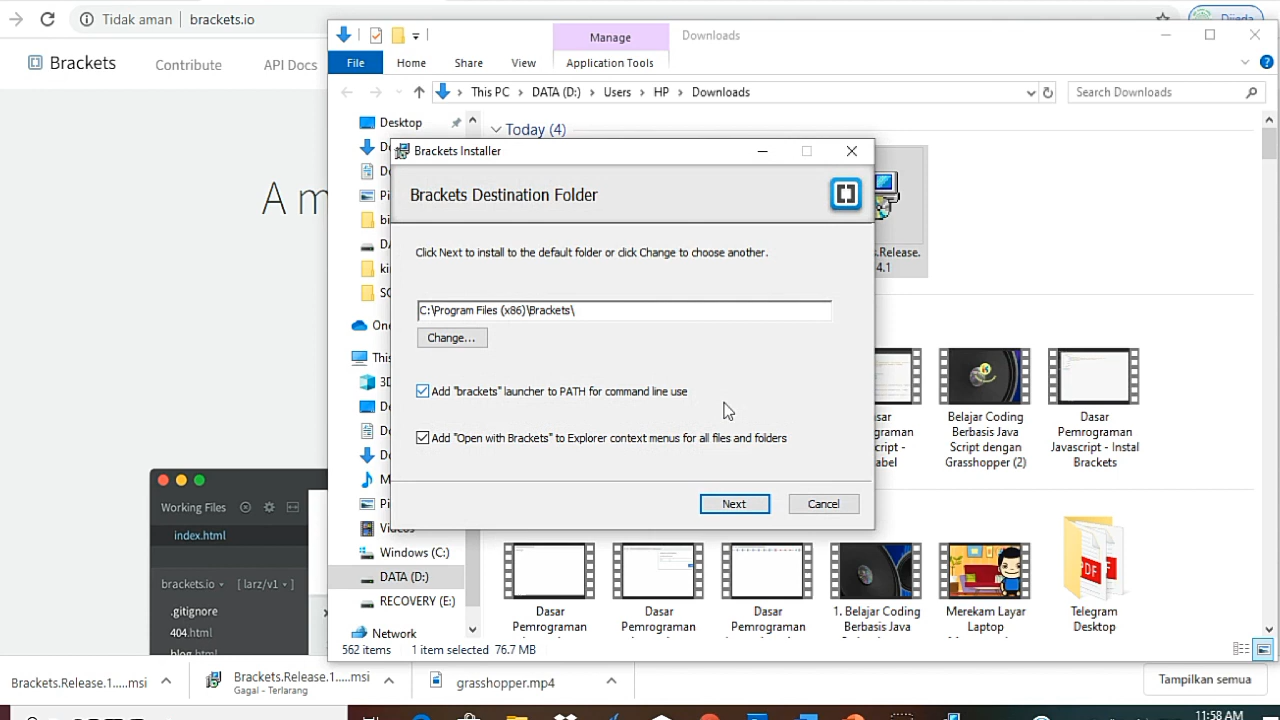 Tidak aman
brackets.io
Brackets
Contribute
API Docs
Manage
Downloads
File
Home
Share
View
Application Tools
This PC > DATA (D:) > Users > HP > Downloads
Search Downloads
Desktop
Today (4)
Brackets Installer
Brackets Destination Folder
Click Next to install to the default folder or click Change to choose another.
C:\Program Files (x86)\Brackets\
Change...
Add "brackets" launcher to PATH for command line use
Add "Open with Brackets" to Explorer context menus for all files and folders
Next
Cancel
.Release.
4.1
Belajar Coding
Berbasis Java
Script dengan
Grasshopper (2)
Dasar
Pemrograman
Javascript - Instal
Brackets
Windows (C:)
DATA (D:)
RECOVERY (E:)
Network
Dasar
Pemrograman
Dasar
Pemrograman
Dasar
Pemrograman
1. Belajar Coding
Berbasis Java
Merekam Layar
Laptop
Telegram
Desktop
562 items
1 item selected 76.7 MB
Working Files
index.html
brackets.io
[ larz/v1 ]
.gitignore
404.html
blog.html
Brackets.Release.1.....msi
Brackets.Release.1.....msi
Gagal - Terlarang
grasshopper.mp4
Tampilkan semua
11:58 AM